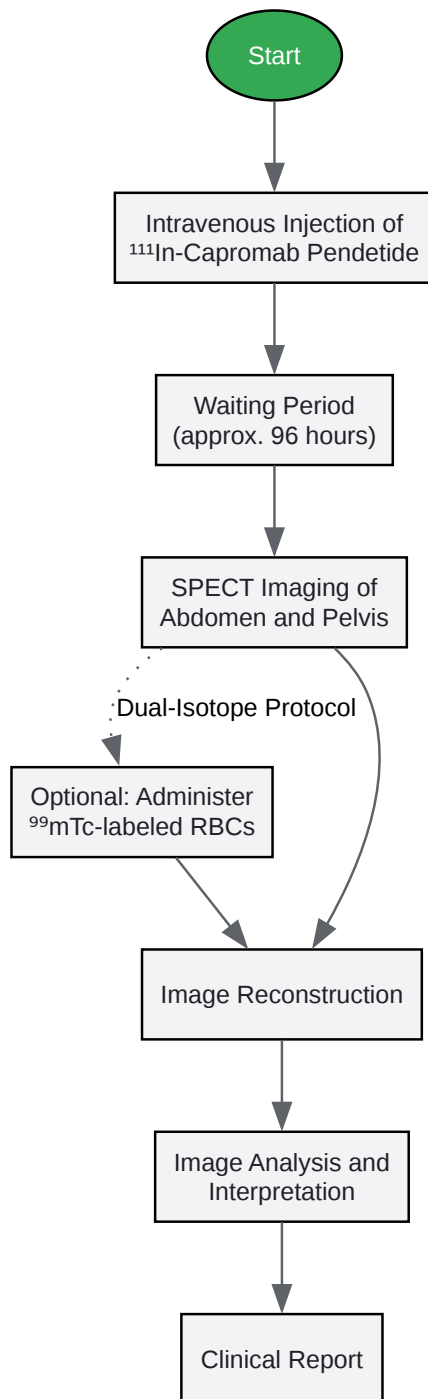 Start
Intravenous Injection of
¹¹¹In-Capromab Pendetide
Waiting Period
(approx. 96 hours)
SPECT Imaging of
Abdomen and Pelvis
Dual-Isotope Protocol
Optional: Administer
⁹⁹mTc-labeled RBCs
Image Reconstruction
Image Analysis and
Interpretation
Clinical Report